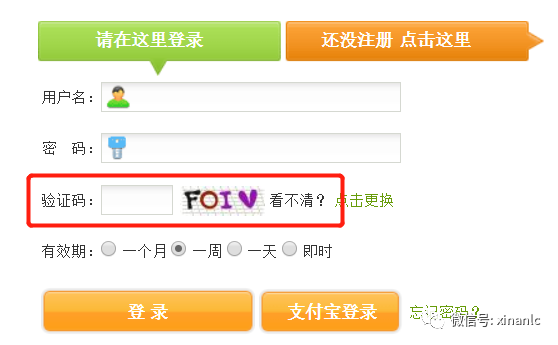 请在这里登录 还没注册 点击这里
用户名：
密 码：
验证码： FOIV 看不清？ 点击更换
有效期： 一个月 一周 一天 即时
登 录 支付宝登录 忘记密码？
微信号: xinanlc